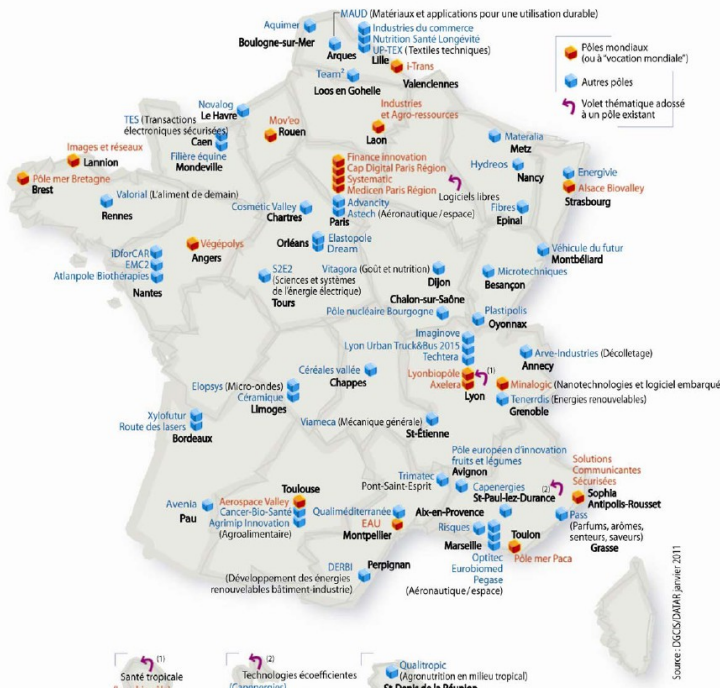 MAUD (Matériaux et applications pour une utilisation durable)
Aquimer
Boulogne-sur-Mer
Arques
Industries du commerce
Nutrition Santé Longévité
UP-TEX (Textiles techniques)
Lille
i-Trans
Valenciennes
Team²
Loos en Gohelle
Pôles mondiaux
(ou à "vocation mondiale")
Autres pôles
Volet thématique adossé
à un pôle existant
Novalog
Le Havre
TES (Transactions
électroniques sécurisées)
Caen
Filière équine
Mondeville
Mov'eo
Rouen
Industries
et Agro-ressources
Laon
Materalia
Metz
Hydreos
Nancy
Energivie
Alsace Biovalley
Strasbourg
Fibres
Epinal
Images et réseaux
Lannion
Pôle mer Bretagne
Brest
Valorial (L'aliment de demain)
Rennes
Finance innovation
Cap Digital Paris Région
Systematic
Medicen Paris Région
Logiciels libres
Advancity
Astech (Aéronautique/espace)
Paris
Cosmetic Valley
Chartres
Elastopole
Dream
Orléans
iDforCAR
EMC2
Atlanpole Biothérapies
Nantes
Végépolys
Angers
S2E2
(Sciences et systèmes
de l'énergie électrique)
Tours
Vitagora (Goût et nutrition)
Dijon
Véhicule du futur
Montbéliard
Microtechniques
Besançon
Chalon-sur-Saône
Pôle nucléaire Bourgogne
Plastipolis
Oyonnax
Imaginove
Lyon Urban Truck&Bus 2015
Techtera
Lyonbiopôle
(1)
Axelera
Lyon
Arve-Industries (Décolletage)
Annecy
Minalogic (Nanotechnologies et logiciel embarqué
Tenerrdis (Energies renouvelables)
Grenoble
Céréales vallée
Chappes
Elopsys (Micro-ondes)
Céramique
Limoges
Viameca (Mécanique générale)
St-Étienne
Xylofutur
Route des lasers
Bordeaux
Pôle européen d'innovation
fruits et légumes
Avignon
Trimatec
Pont-Saint-Esprit
Capenergies
(2)
St-Paul-lez-Durance
Solutions
Communicantes
Sécurisées
Sophia
Antipolis-Rousset
Avenia
Pau
Toulouse
Aerospace Valley
Cancer-Bio-Santé
Agrimip Innovation
(Agroalimentaire)
Qualiméditerranée
EAU
Montpellier
Aix-en-Provence
Risques
Marseille
Optitec
Eurobiomed
Pegase
(Aéronautique/espace)
Toulon
Pôle mer Paca
Pass
(Parfums, arômes,
senteurs, saveurs)
Grasse
DERBI
(Développement des énergies
renouvelables bâtiment-industrie)
Perpignan
Source : DGCIS/DATAR janvier 2011
(1)
Santé tropicale
(2)
Technologies écoefficientes
(Capenergies)
Qualitropic
(Agronutrition en milieu tropical)
St-Denis de la Réunion